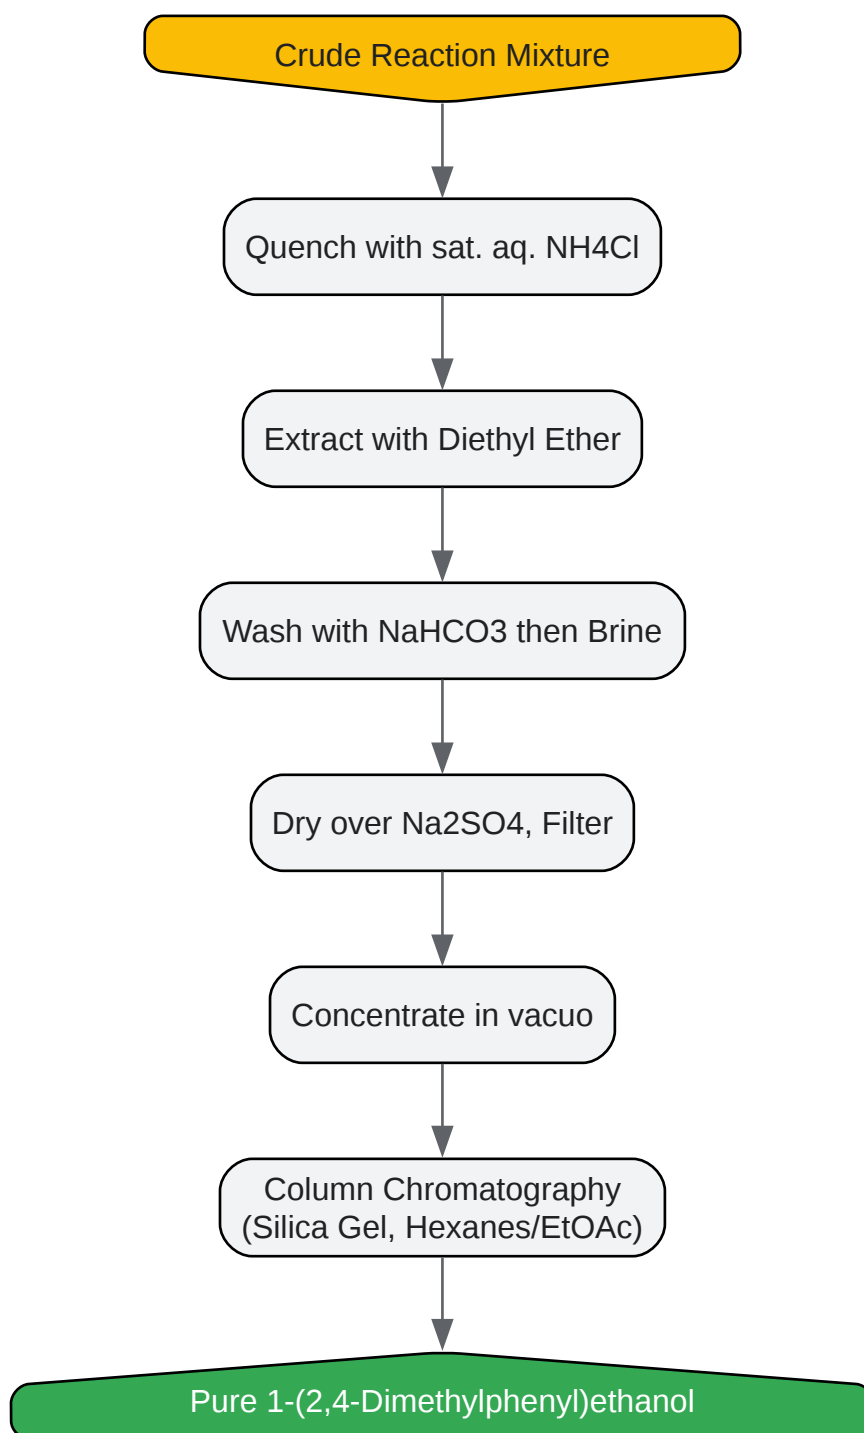 Crude Reaction Mixture
Quench with sat. aq. NH4Cl
Extract with Diethyl Ether
Wash with NaHCO3 then Brine
Dry over Na2SO4, Filter
Concentrate in vacuo
Column Chromatography
(Silica Gel, Hexanes/EtOAc)
Pure 1-(2,4-Dimethylphenyl)ethanol